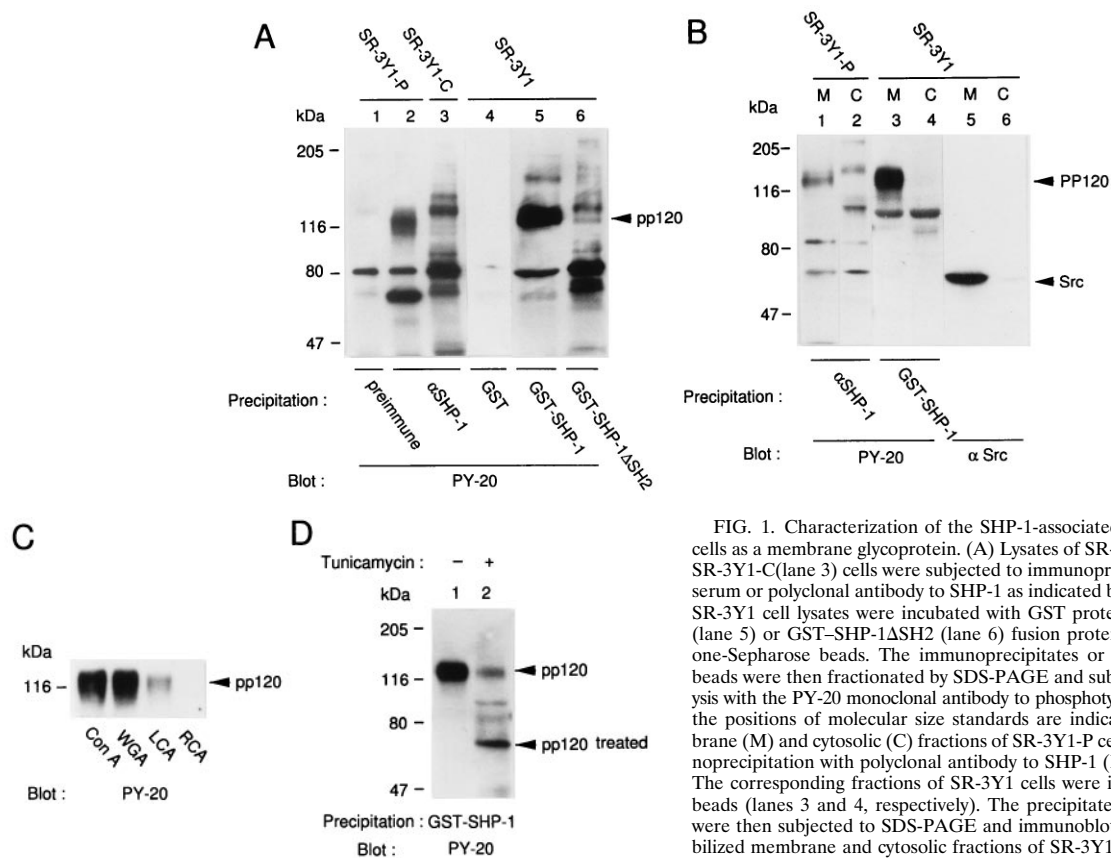 A
SR-3Y1-P
SR-3Y1-C
SR-3Y1
kDa
1 2 3 4 5 6
205
116
80
47
pp120
Precipitation :
preimmune
αSHP-1
GST
GST-SHP-1
GST-SHP-1ΔSH2
Blot : PY-20
B
SR-3Y1-P
SR-3Y1
M C M C M C
kDa
1 2 3 4 5 6
205
116
80
47
PP120
Src
Precipitation :
αSHP-1
GST-SHP-1
Blot : PY-20 α Src
C
kDa
116
pp120
Con A
WGA
LCA
RCA
Blot : PY-20
D
Tunicamycin : – +
kDa 1 2
205
116
80
47
pp120
pp120 treated
Precipitation : GST-SHP-1
Blot : PY-20
FIG. 1. Characterization of the SHP-1-associated
cells as a membrane glycoprotein. (A) Lysates of SR-
SR-3Y1-C(lane 3) cells were subjected to immunopr
serum or polyclonal antibody to SHP-1 as indicated b
SR-3Y1 cell lysates were incubated with GST prote
(lane 5) or GST–SHP-1ΔSH2 (lane 6) fusion protei
one-Sepharose beads. The immunoprecipitates or
beads were then fractionated by SDS-PAGE and sub
ysis with the PY-20 monoclonal antibody to phosphoty
the positions of molecular size standards are indica
brane (M) and cytosolic (C) fractions of SR-3Y1-P ce
noprecipitation with polyclonal antibody to SHP-1 (
The corresponding fractions of SR-3Y1 cells were i
beads (lanes 3 and 4, respectively). The precipitate
were then subjected to SDS-PAGE and immunoblo
bilized membrane and cytosolic fractions of SR-3Y1